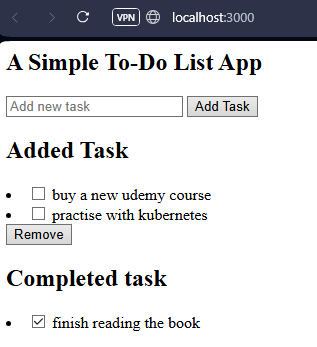 VPN localhost:3000
A Simple To-Do List App
Add new task Add Task
Added Task
buy a new udemy course
practise with kubernetes
Remove
Completed task
finish reading the book